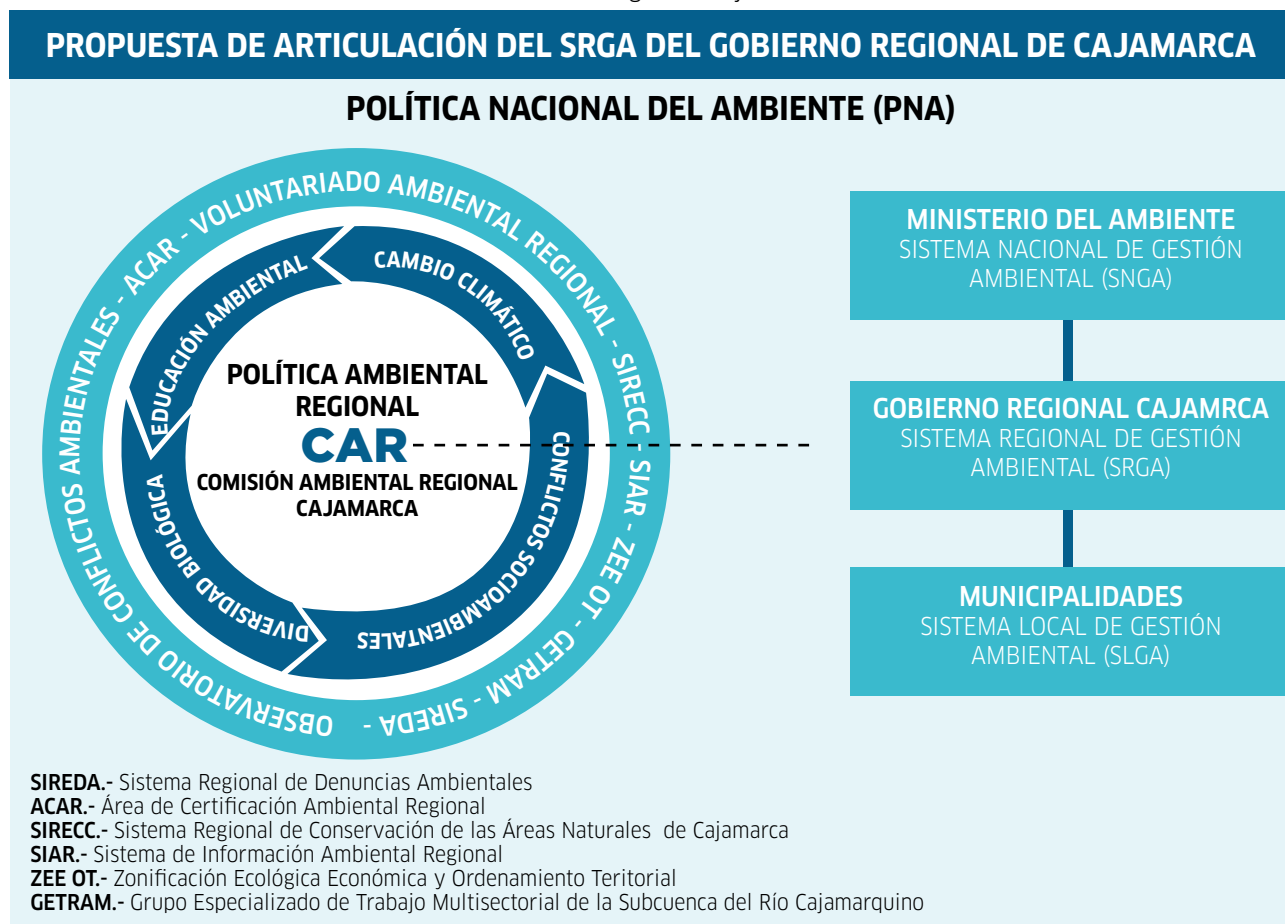 PROPUESTA DE ARTICULACIÓN DEL SRGA DEL GOBIERNO REGIONAL DE CAJAMARCA
POLÍTICA NACIONAL DEL AMBIENTE (PNA)
OBSERVATORIO DE CONFLICTOS AMBIENTALES - ACAR - VOLUNTARIADO AMBIENTAL REGIONAL - SIRECC - SIAR - ZEE OT - GETRAM - SIREDA -
EDUCACIÓN AMBIENTAL
CAMBIO CLIMÁTICO
CONFLICTOS SOCIOAMBIENTALES
DIVERSIDAD BIOLÓGICA
POLÍTICA AMBIENTAL
REGIONAL
CAR
COMISIÓN AMBIENTAL REGIONAL
CAJAMARCA
MINISTERIO DEL AMBIENTE
SISTEMA NACIONAL DE GESTIÓN
AMBIENTAL (SNGA)
GOBIERNO REGIONAL CAJAMRCA
SISTEMA REGIONAL DE GESTIÓN
AMBIENTAL (SRGA)
MUNICIPALIDADES
SISTEMA LOCAL DE GESTIÓN
AMBIENTAL (SLGA)
SIREDA.- Sistema Regional de Denuncias Ambientales
ACAR.- Área de Certificación Ambiental Regional
SIRECC.- Sistema Regional de Conservación de las Áreas Naturales de Cajamarca
SIAR.- Sistema de Información Ambiental Regional
ZEE OT.- Zonificación Ecológica Económica y Ordenamiento Teritorial
GETRAM.- Grupo Especializado de Trabajo Multisectorial de la Subcuenca del Río Cajamarquino